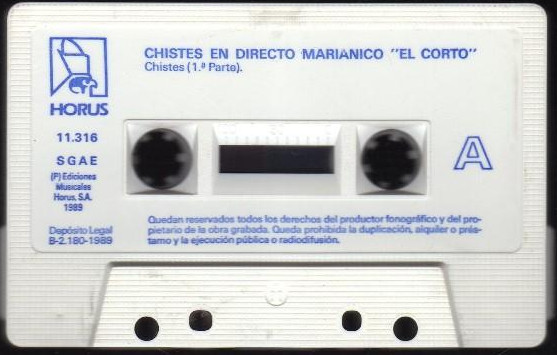 CHISTES EN DIRECTO MARIANICO "EL CORTO"
Chistes (1.ª Parte).
HORUS
11.316
SGAE
(P) Ediciones
Musicales
Horus, S.A.
1989
Depósito Legal
B-2.180-1989
A
Quedan reservados todos los derechos del productor fonográfico y del pro-
pietario de la obra grabada. Queda prohibida la duplicación, alquiler o prés-
tamo y la ejecución pública o radiodifusión.